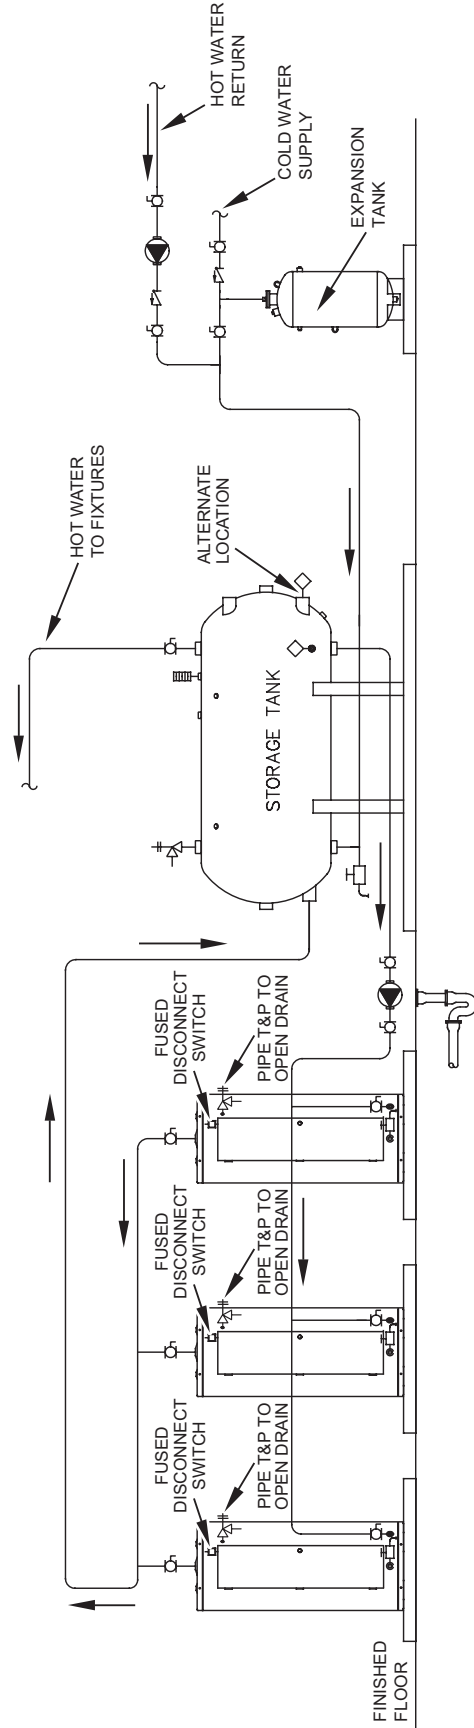 FUSED
DISCONNECT
SWITCH
PIPE T&P TO
OPEN DRAIN
FUSED
DISCONNECT
SWITCH
PIPE T&P TO
OPEN DRAIN
FUSED
DISCONNECT
SWITCH
PIPE T&P TO
OPEN DRAIN
HOT WATER
TO FIXTURES
STORAGE TANK
ALTERNATE
LOCATION
HOT WATER
RETURN
COLD WATER
SUPPLY
EXPANSION
TANK
FINISHED
FLOOR